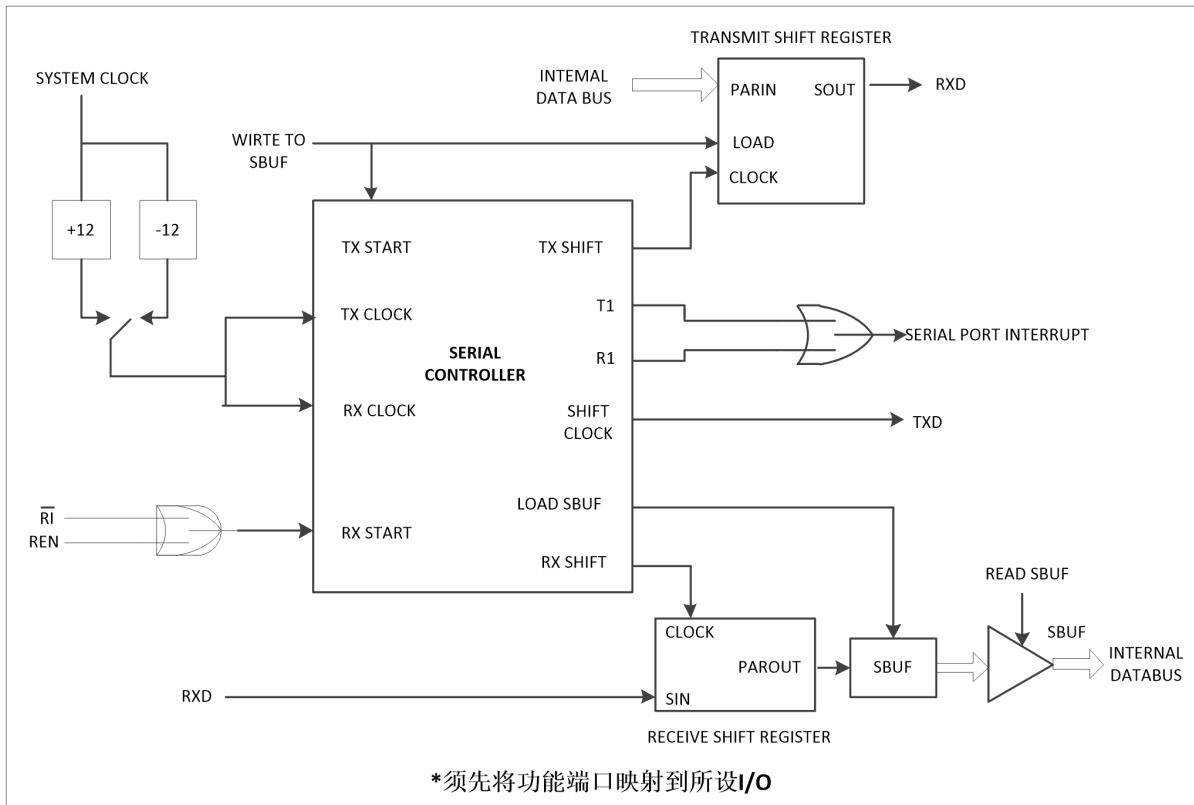 TRANSMIT SHIFT REGISTER
SYSTEM CLOCK
INTEMAL
DATA BUS
PARIN
SOUT
RXD
WIRTE TO
SBUF
LOAD
CLOCK
+12
-12
TX START
TX SHIFT
TX CLOCK
T1
SERIAL PORT INTERRUPT
SERIAL
CONTROLLER
R1
RX CLOCK
SHIFT
CLOCK
TXD
LOAD SBUF
R̅I̅
REN
RX START
RX SHIFT
READ SBUF
CLOCK
SBUF
PAROUT
SBUF
INTERNAL
DATABUS
RXD
SIN
RECEIVE SHIFT REGISTER
*须先将功能端口映射到所设I/O